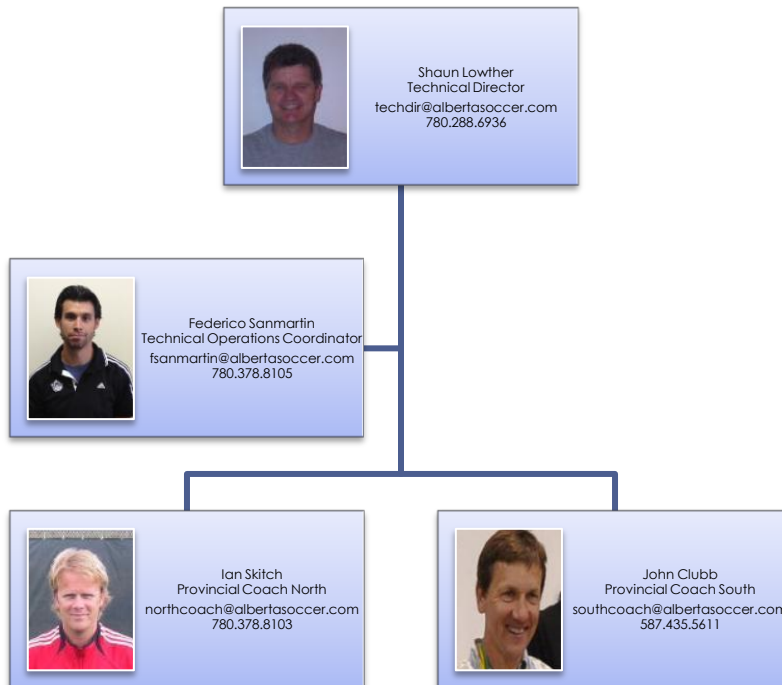 Shaun Lowther
Technical Director
techdir@albertasoccer.com
780.288.6936
Federico Sanmartin
Technical Operations Coordinator
fsanmartin@albertasoccer.com
780.378.8105
Ian Skitch
Provincial Coach North
northcoach@albertasoccer.com
780.378.8103
John Clubb
Provincial Coach South
southcoach@albertasoccer.com
587.435.5611